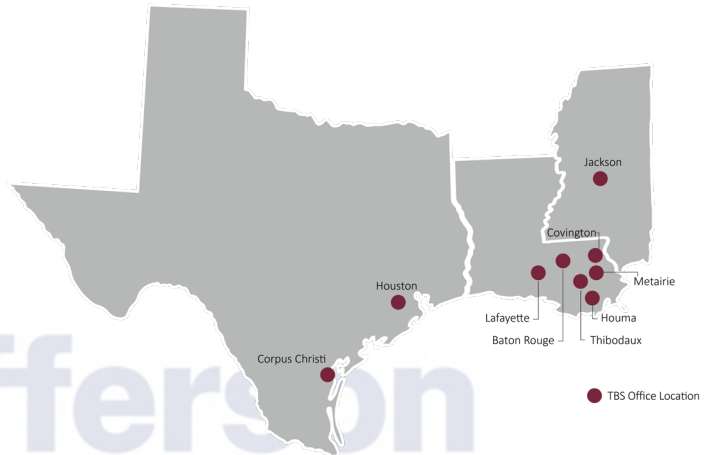 Jackson
Covington
Metairie
Houston
Lafayette
Houma
Baton Rouge
Thibodaux
Corpus Christi
TBS Office Location
fferson